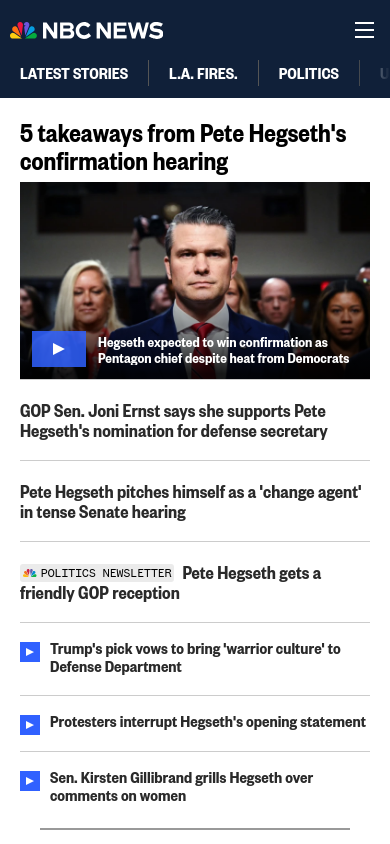 NBC NEWS
LATEST STORIES
L.A. FIRES.
POLITICS
5 takeaways from Pete Hegseth's
confirmation hearing
Hegseth expected to win confirmation as
Pentagon chief despite heat from Democrats
GOP Sen. Joni Ernst says she supports Pete
Hegseth's nomination for defense secretary
Pete Hegseth pitches himself as a 'change agent'
in tense Senate hearing
POLITICS NEWSLETTER Pete Hegseth gets a
friendly GOP reception
Trump's pick vows to bring 'warrior culture' to
Defense Department
Protesters interrupt Hegseth's opening statement
Sen. Kirsten Gillibrand grills Hegseth over
comments on women